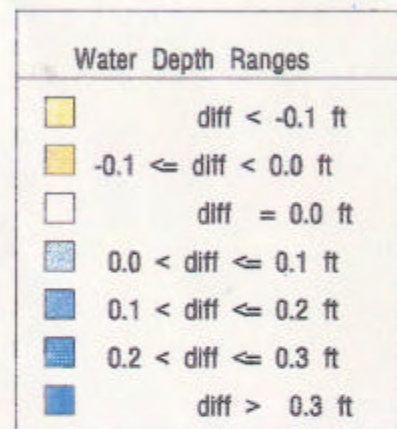 Water Depth Ranges
diff < -0.1 ft
-0.1 <= diff < 0.0 ft
diff = 0.0 ft
0.0 < diff <= 0.1 ft
0.1 < diff <= 0.2 ft
0.2 < diff <= 0.3 ft
diff > 0.3 ft